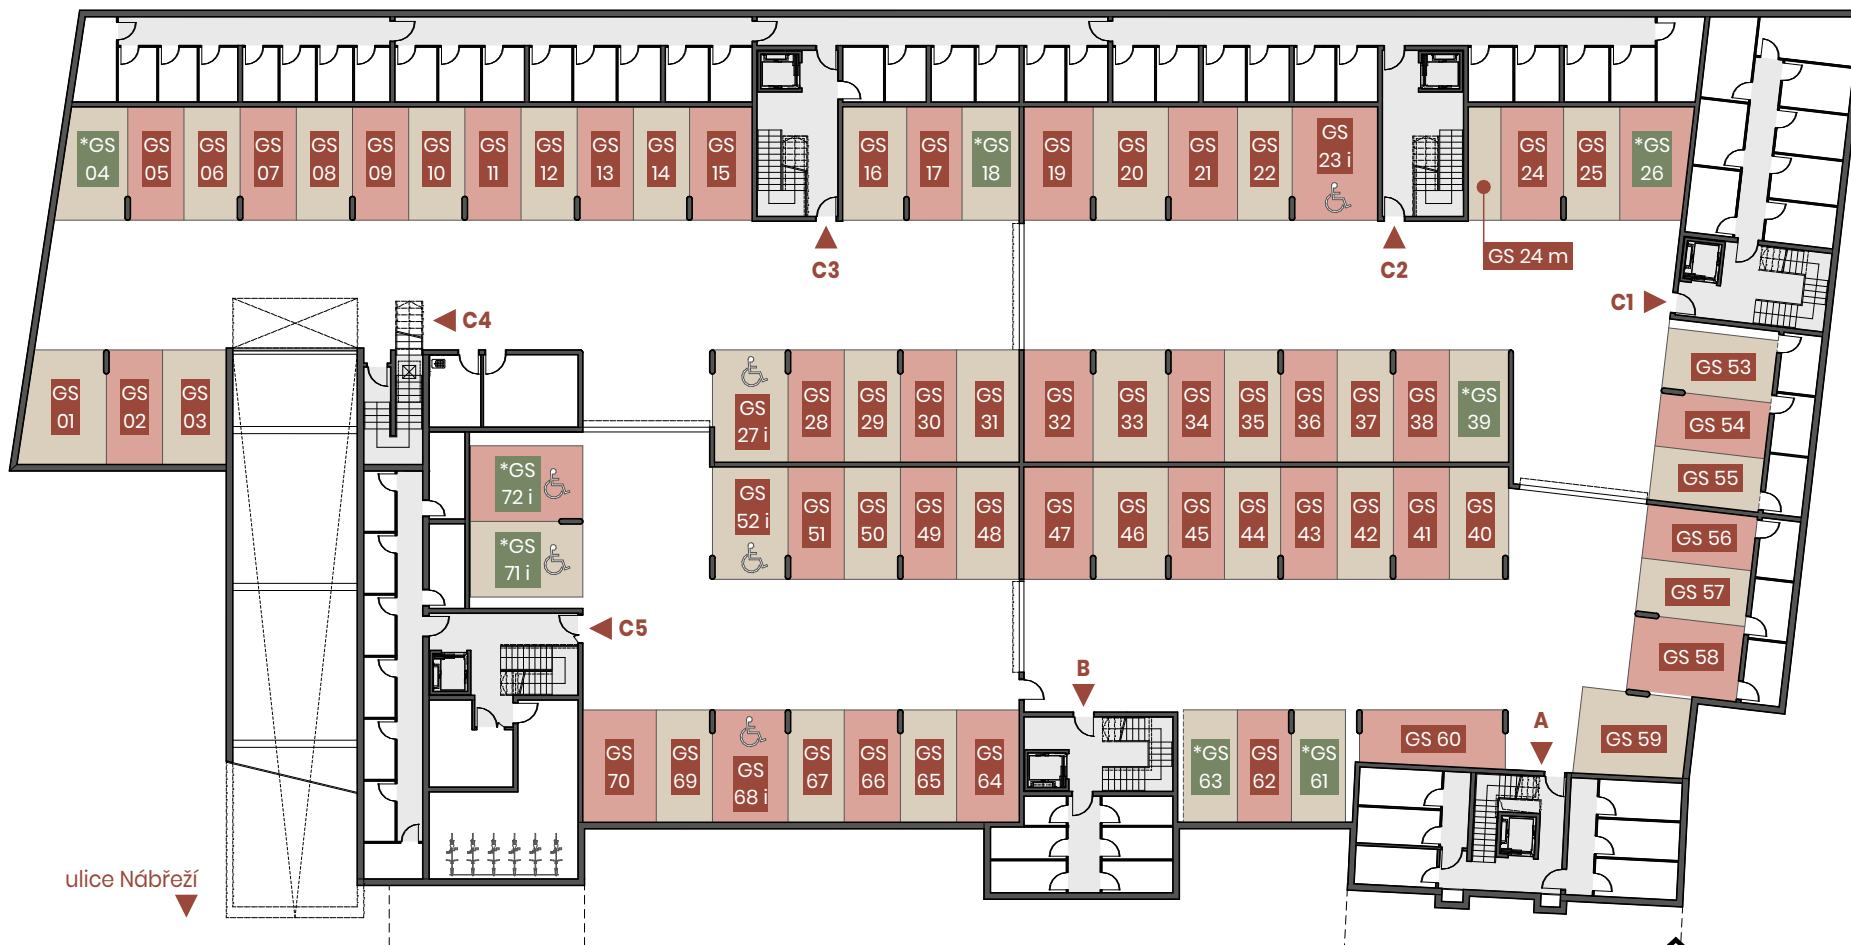 *GS
04
GS
05
GS
06
GS
07
GS
08
GS
09
GS
10
GS
11
GS
12
GS
13
GS
14
GS
15
GS
16
GS
17
*GS
18
GS
19
GS
20
GS
21
GS
22
GS
23 i
GS
24
GS
25
*GS
26
GS 24 m
C3
C2
C1
C4
GS
01
GS
02
GS
03
GS
27 i
GS
28
GS
29
GS
30
GS
31
GS
32
GS
33
GS
34
GS
35
GS
36
GS
37
GS
38
*GS
39
GS 53
GS 54
GS 55
GS 56
GS 57
GS 58
GS 59
*GS
72 i
*GS
71 i
GS
52 i
GS
51
GS
50
GS
49
GS
48
GS
47
GS
46
GS
45
GS
44
GS
43
GS
42
GS
41
GS
40
C5
B
A
GS
70
GS
69
GS
68 i
GS
67
GS
66
GS
65
GS
64
*GS
63
GS
62
*GS
61
GS 60
ulice Nábřeží